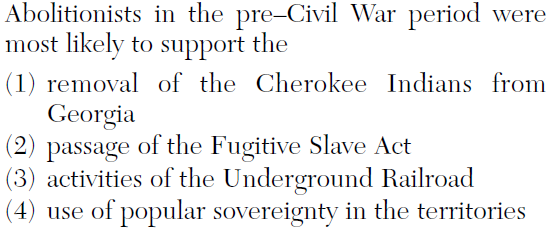 Abolitionists in the pre–Civil War period were
most likely to support the
(1) removal of the Cherokee Indians from
Georgia
(2) passage of the Fugitive Slave Act
(3) activities of the Underground Railroad
(4) use of popular sovereignty in the territories